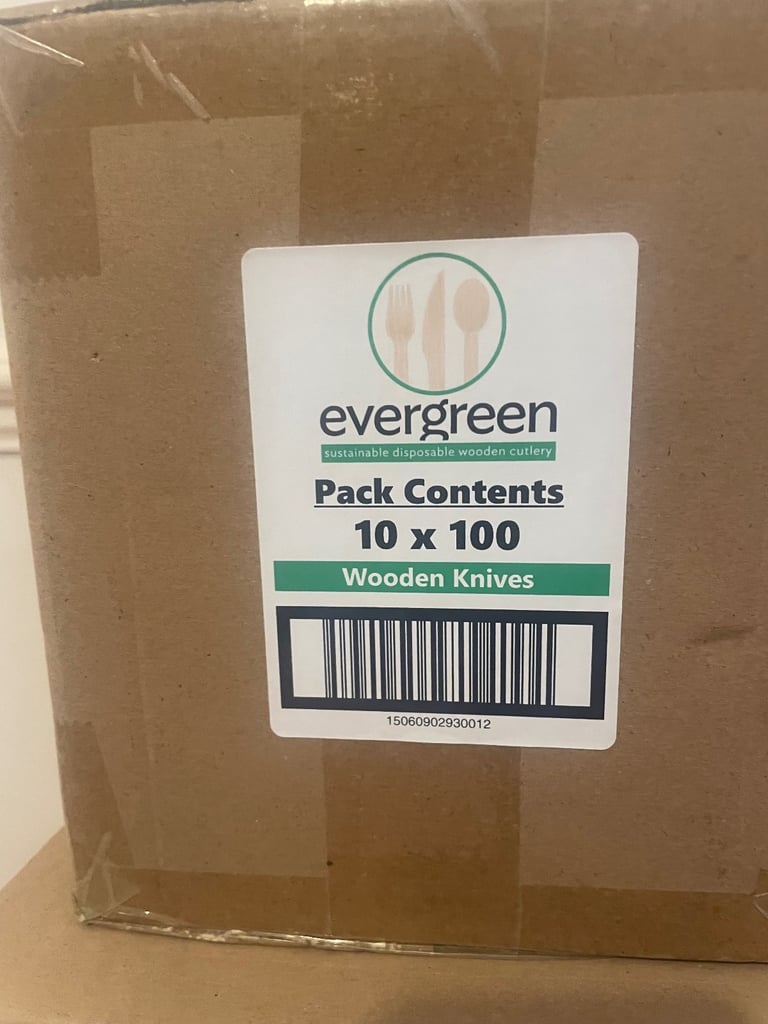 evergreen
sustainable disposable wooden cutlery
Pack Contents
10 x 100
Wooden Knives
15060902930012